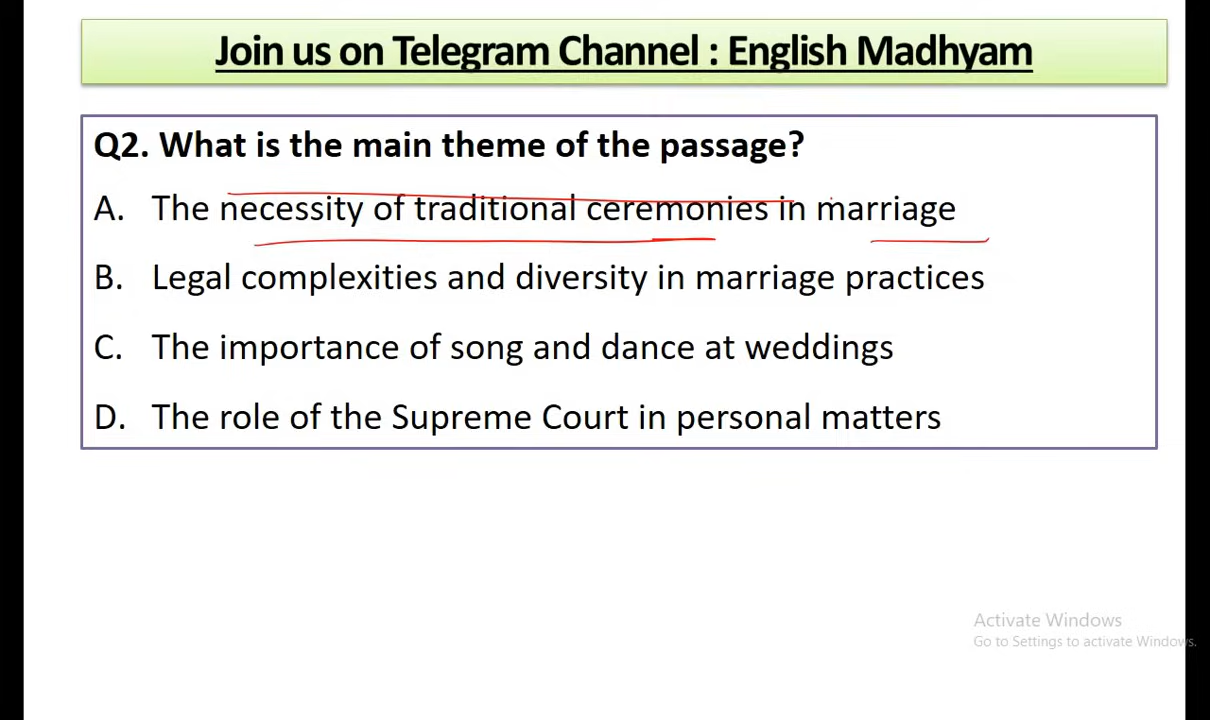 Join us on Telegram Channel : English Madhyam
Q2. What is the main theme of the passage?
A. The necessity of traditional ceremonies in marriage
B. Legal complexities and diversity in marriage practices
C. The importance of song and dance at weddings
D. The role of the Supreme Court in personal matters
Activate Windows
Go to Settings to activate Windows.